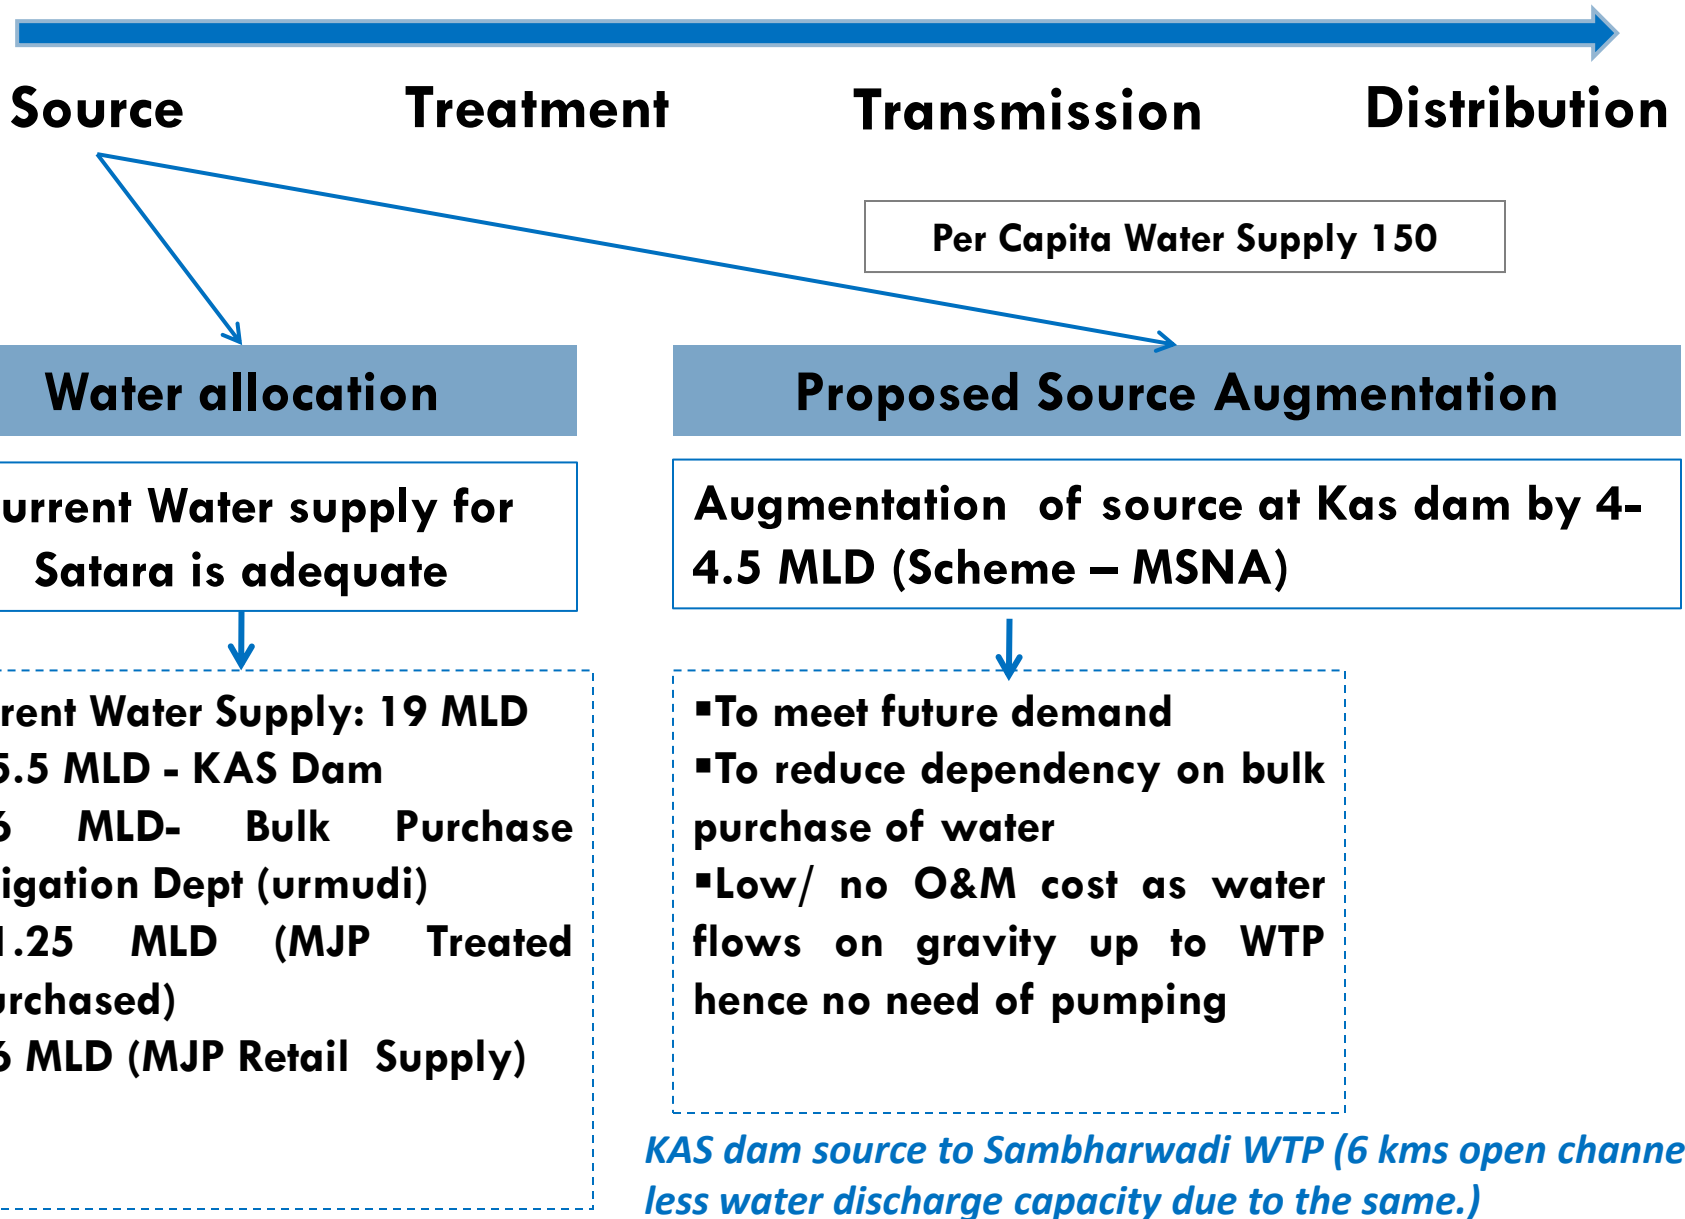 Source Treatment Transmission Distribution
Per Capita Water Supply 150
Water allocation
urrent Water supply for
Satara is adequate
rent Water Supply: 19 MLD
5.5 MLD - KAS Dam
6 MLD- Bulk Purchase
igation Dept (urmudi)
1.25 MLD (MJP Treated
urchased)
6 MLD (MJP Retail Supply)
Proposed Source Augmentation
Augmentation of source at Kas dam by 4-
4.5 MLD (Scheme – MSNA)
▪To meet future demand
▪To reduce dependency on bulk
purchase of water
▪Low/ no O&M cost as water
flows on gravity up to WTP
hence no need of pumping
KAS dam source to Sambharwadi WTP (6 kms open channe
less water discharge capacity due to the same.)